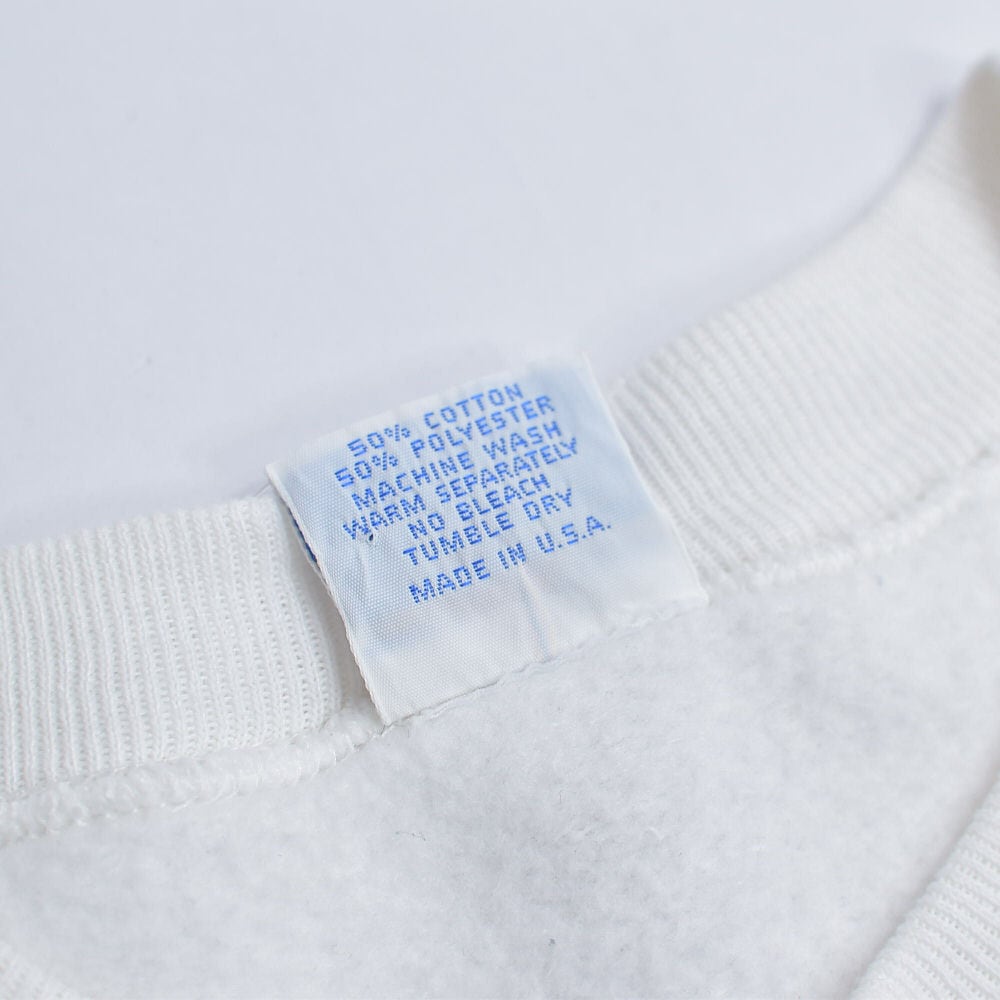 50% COTTON
50% POLYESTER
MACHINE WASH
WARM SEPARATELY
NO BLEACH
TUMBLE DRY
MADE IN U.S.A.